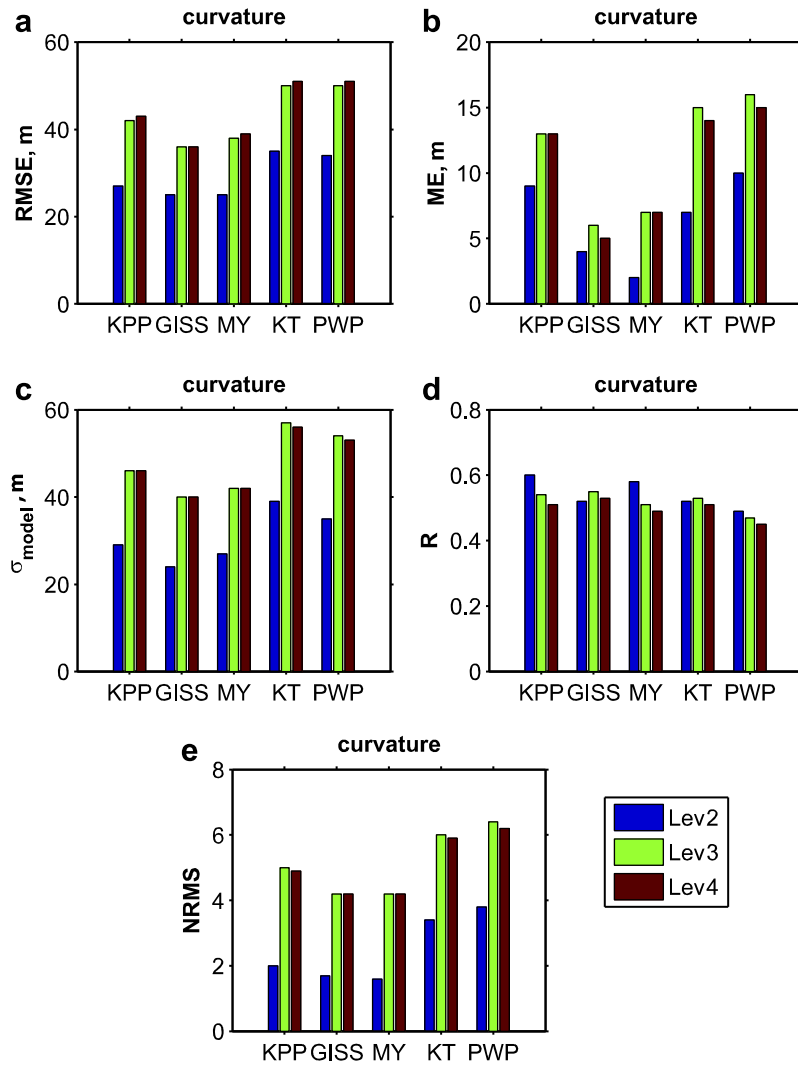 a
curvature
60
40
20
0
RMSE, m
KPP GISS MY KT PWP
b
curvature
20
15
10
5
0
ME, m
KPP GISS MY KT PWP
c
curvature
60
40
20
0
σmodel, m
KPP GISS MY KT PWP
d
curvature
0.8
0.6
0.4
0.2
0
R
KPP GISS MY KT PWP
e
curvature
8
6
4
2
0
NRMS
KPP GISS MY KT PWP
Lev2
Lev3
Lev4